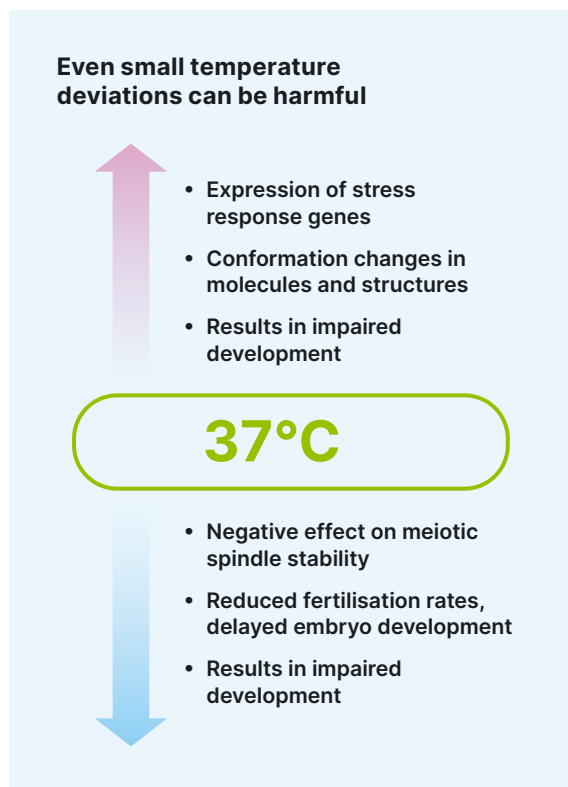 Even small temperature
deviations can be harmful
• Expression of stress
response genes
• Conformation changes in
molecules and structures
• Results in impaired
development
37°C
• Negative effect on meiotic
spindle stability
• Reduced fertilisation rates,
delayed embryo development
• Results in impaired
development